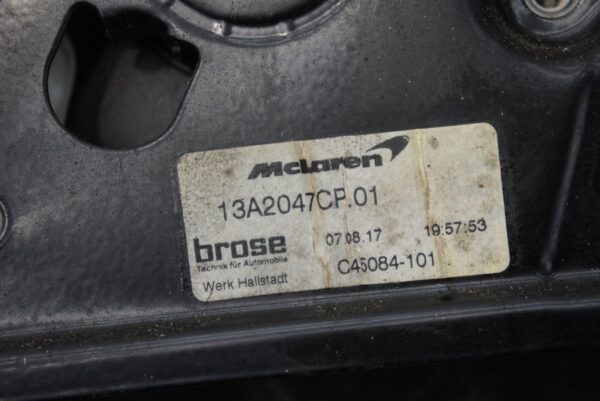 McLaren
13A2047CP.01
brose
Technik für Automobile
07.08.17 19:57:53
Werk Hallstadt
C45084-101